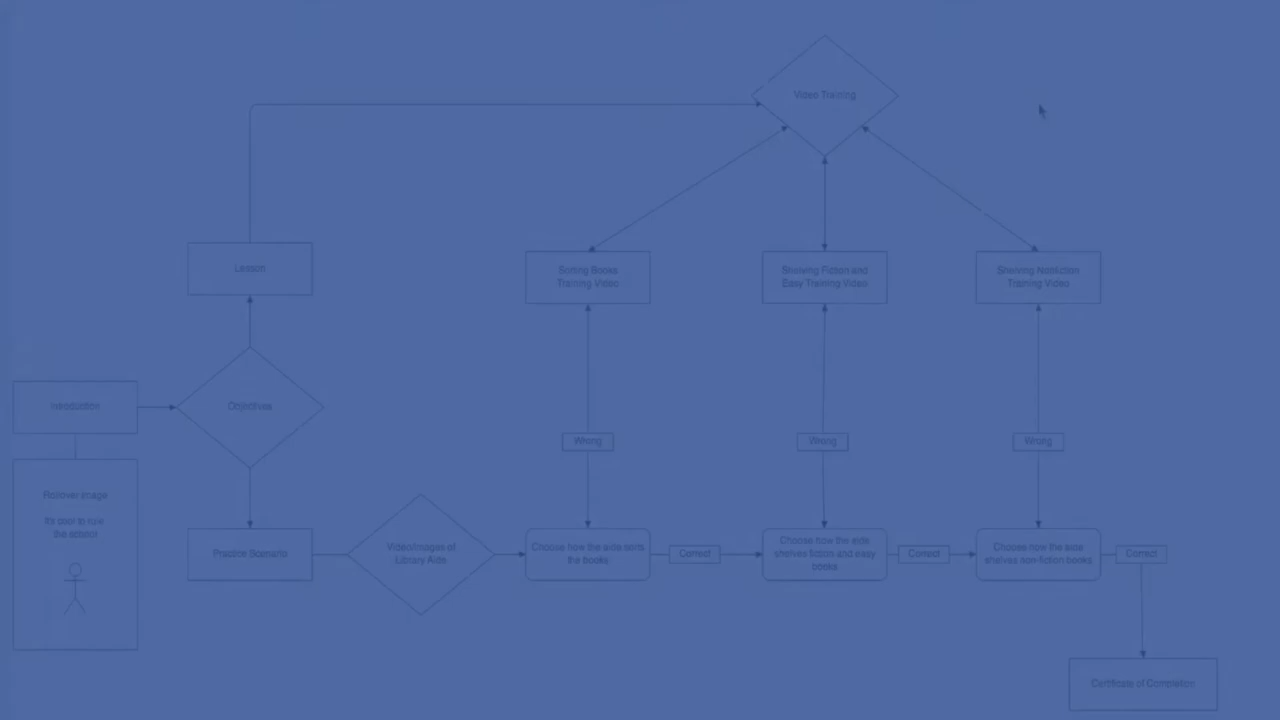 Video Training
Lesson
Sorting Books
Training Video
Shelving Fiction and
Easy Training Video
Shelving Nonfiction
Training Video
Introduction
Objectives
Wrong
Wrong
Wrong
Rollover image
It's cool to rule
the school
Practice Scenario
Video/Images of
Library Aide
Choose how the aide sorts
the books
Correct
Choose how the aide
shelves fiction and easy
books
Correct
Choose how the aide
shelves non-fiction books
Correct
Certificate of Completion